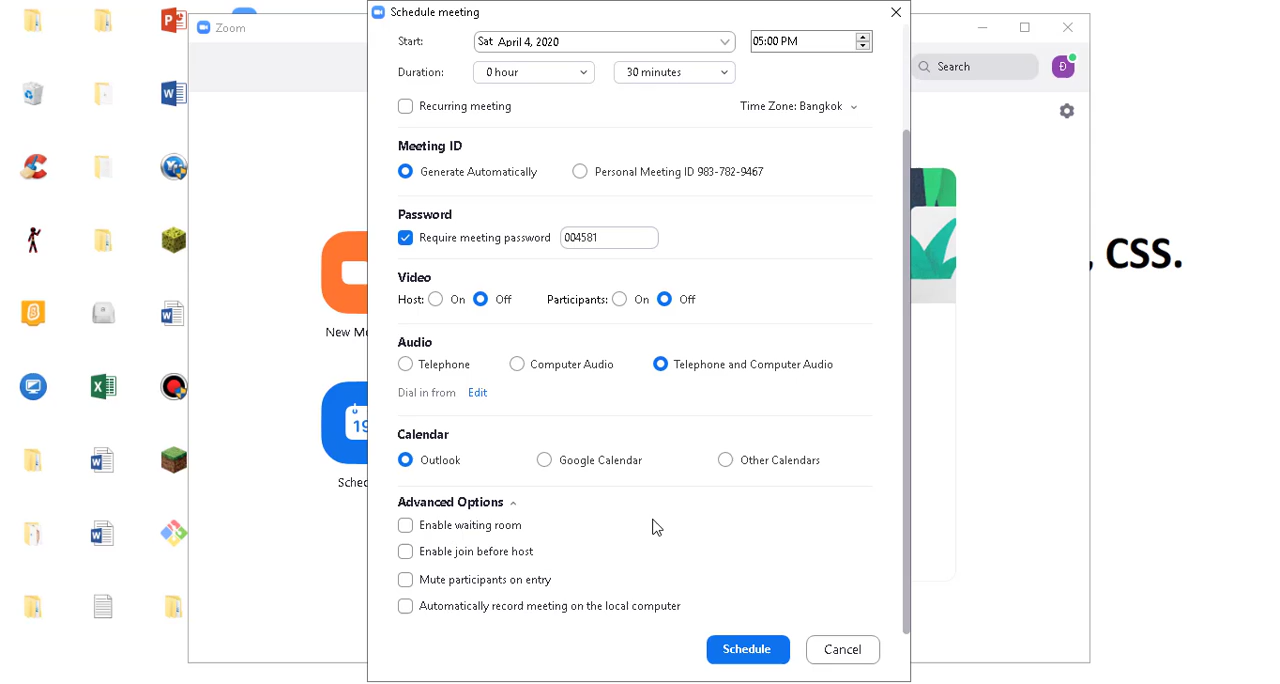 Schedule meeting
Zoom
Start: Sat April 4, 2020 05:00 PM
Search
Đ
Duration: 0 hour 30 minutes
Recurring meeting Time Zone: Bangkok
Meeting ID
Generate Automatically Personal Meeting ID 983-782-9467
Password
Require meeting password 004581
, CSS.
Video
Host: On Off Participants: On Off
New M
Audio
Telephone Computer Audio Telephone and Computer Audio
Dial in from Edit
19
Calendar
Outlook Google Calendar Other Calendars
Sched
Advanced Options
Enable waiting room
Enable join before host
Mute participants on entry
Automatically record meeting on the local computer
Schedule Cancel